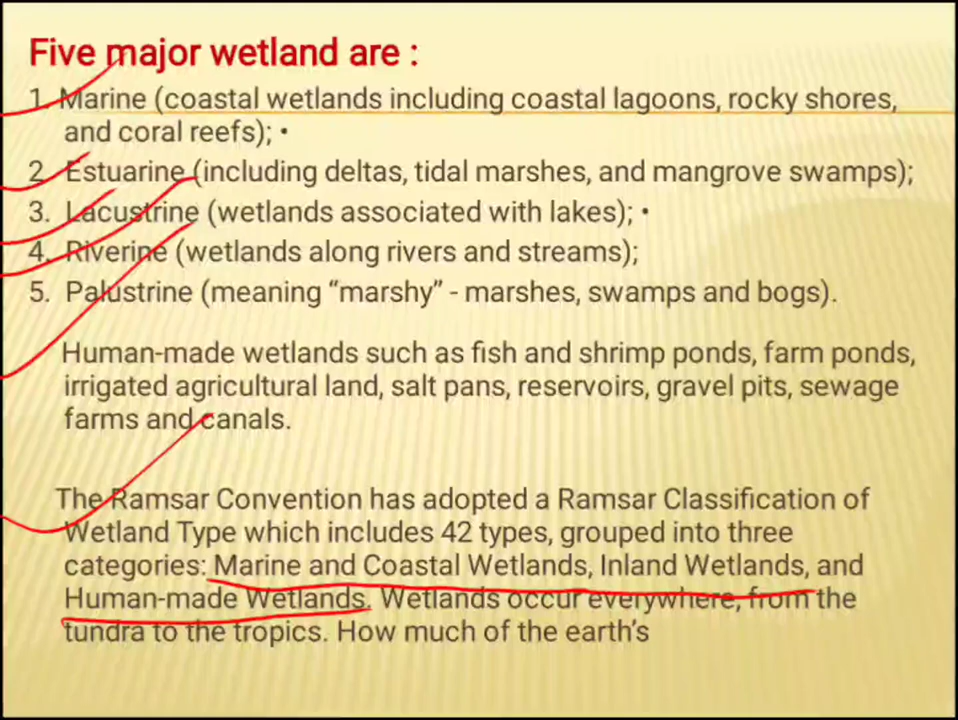 Five major wetland are :
1. Marine (coastal wetlands including coastal lagoons, rocky shores,
and coral reefs); •
2. Estuarine (including deltas, tidal marshes, and mangrove swamps);
3. Lacustrine (wetlands associated with lakes); •
4. Riverine (wetlands along rivers and streams);
5. Palustrine (meaning “marshy” - marshes, swamps and bogs).
Human-made wetlands such as fish and shrimp ponds, farm ponds,
irrigated agricultural land, salt pans, reservoirs, gravel pits, sewage
farms and canals.
The Ramsar Convention has adopted a Ramsar Classification of
Wetland Type which includes 42 types, grouped into three
categories: Marine and Coastal Wetlands, Inland Wetlands, and
Human-made Wetlands. Wetlands occur everywhere, from the
tundra to the tropics. How much of the earth’s